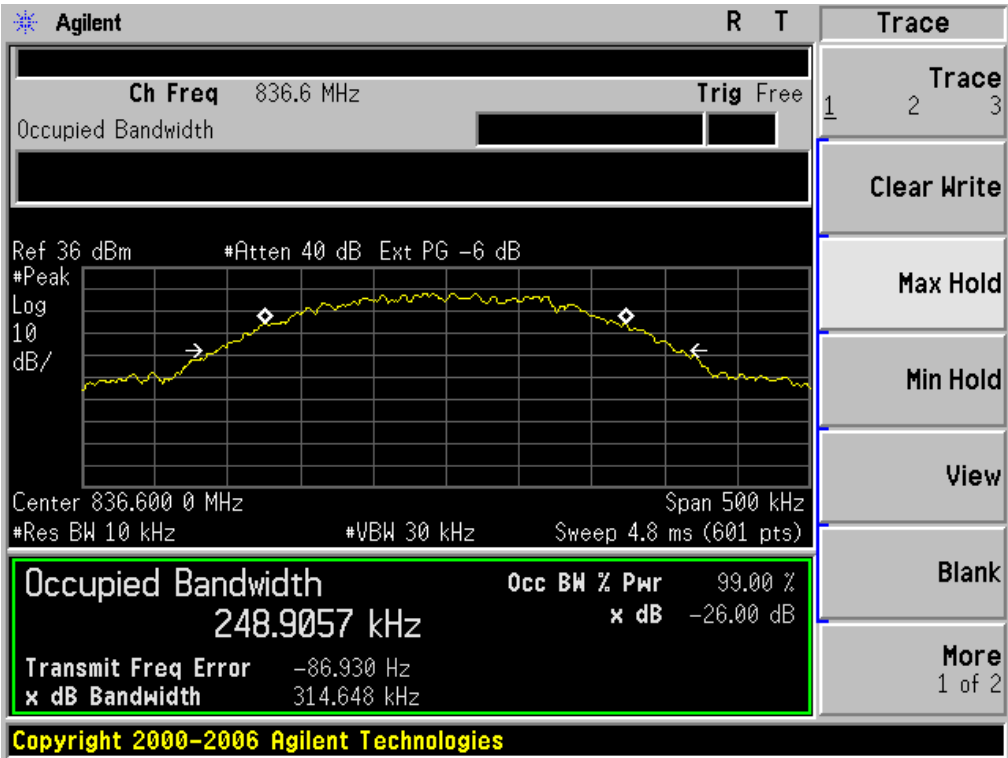 Agilent
R T
Ch Freq 836.6 MHz
Trig Free
Occupied Bandwidth
Ref 36 dBm #Atten 40 dB Ext PG -6 dB
#Peak
Log
10
dB/
Center 836.600 0 MHz
Span 500 kHz
#Res BW 10 kHz
#VBW 30 kHz
Sweep 4.8 ms (601 pts)
Occupied Bandwidth
248.9057 kHz
Occ BW % Pwr 99.00 %
x dB -26.00 dB
Transmit Freq Error -86.930 Hz
x dB Bandwidth 314.648 kHz
Copyright 2000-2006 Agilent Technologies
Trace
Trace
1 2 3
Clear Write
Max Hold
Min Hold
View
Blank
More
1 of 2